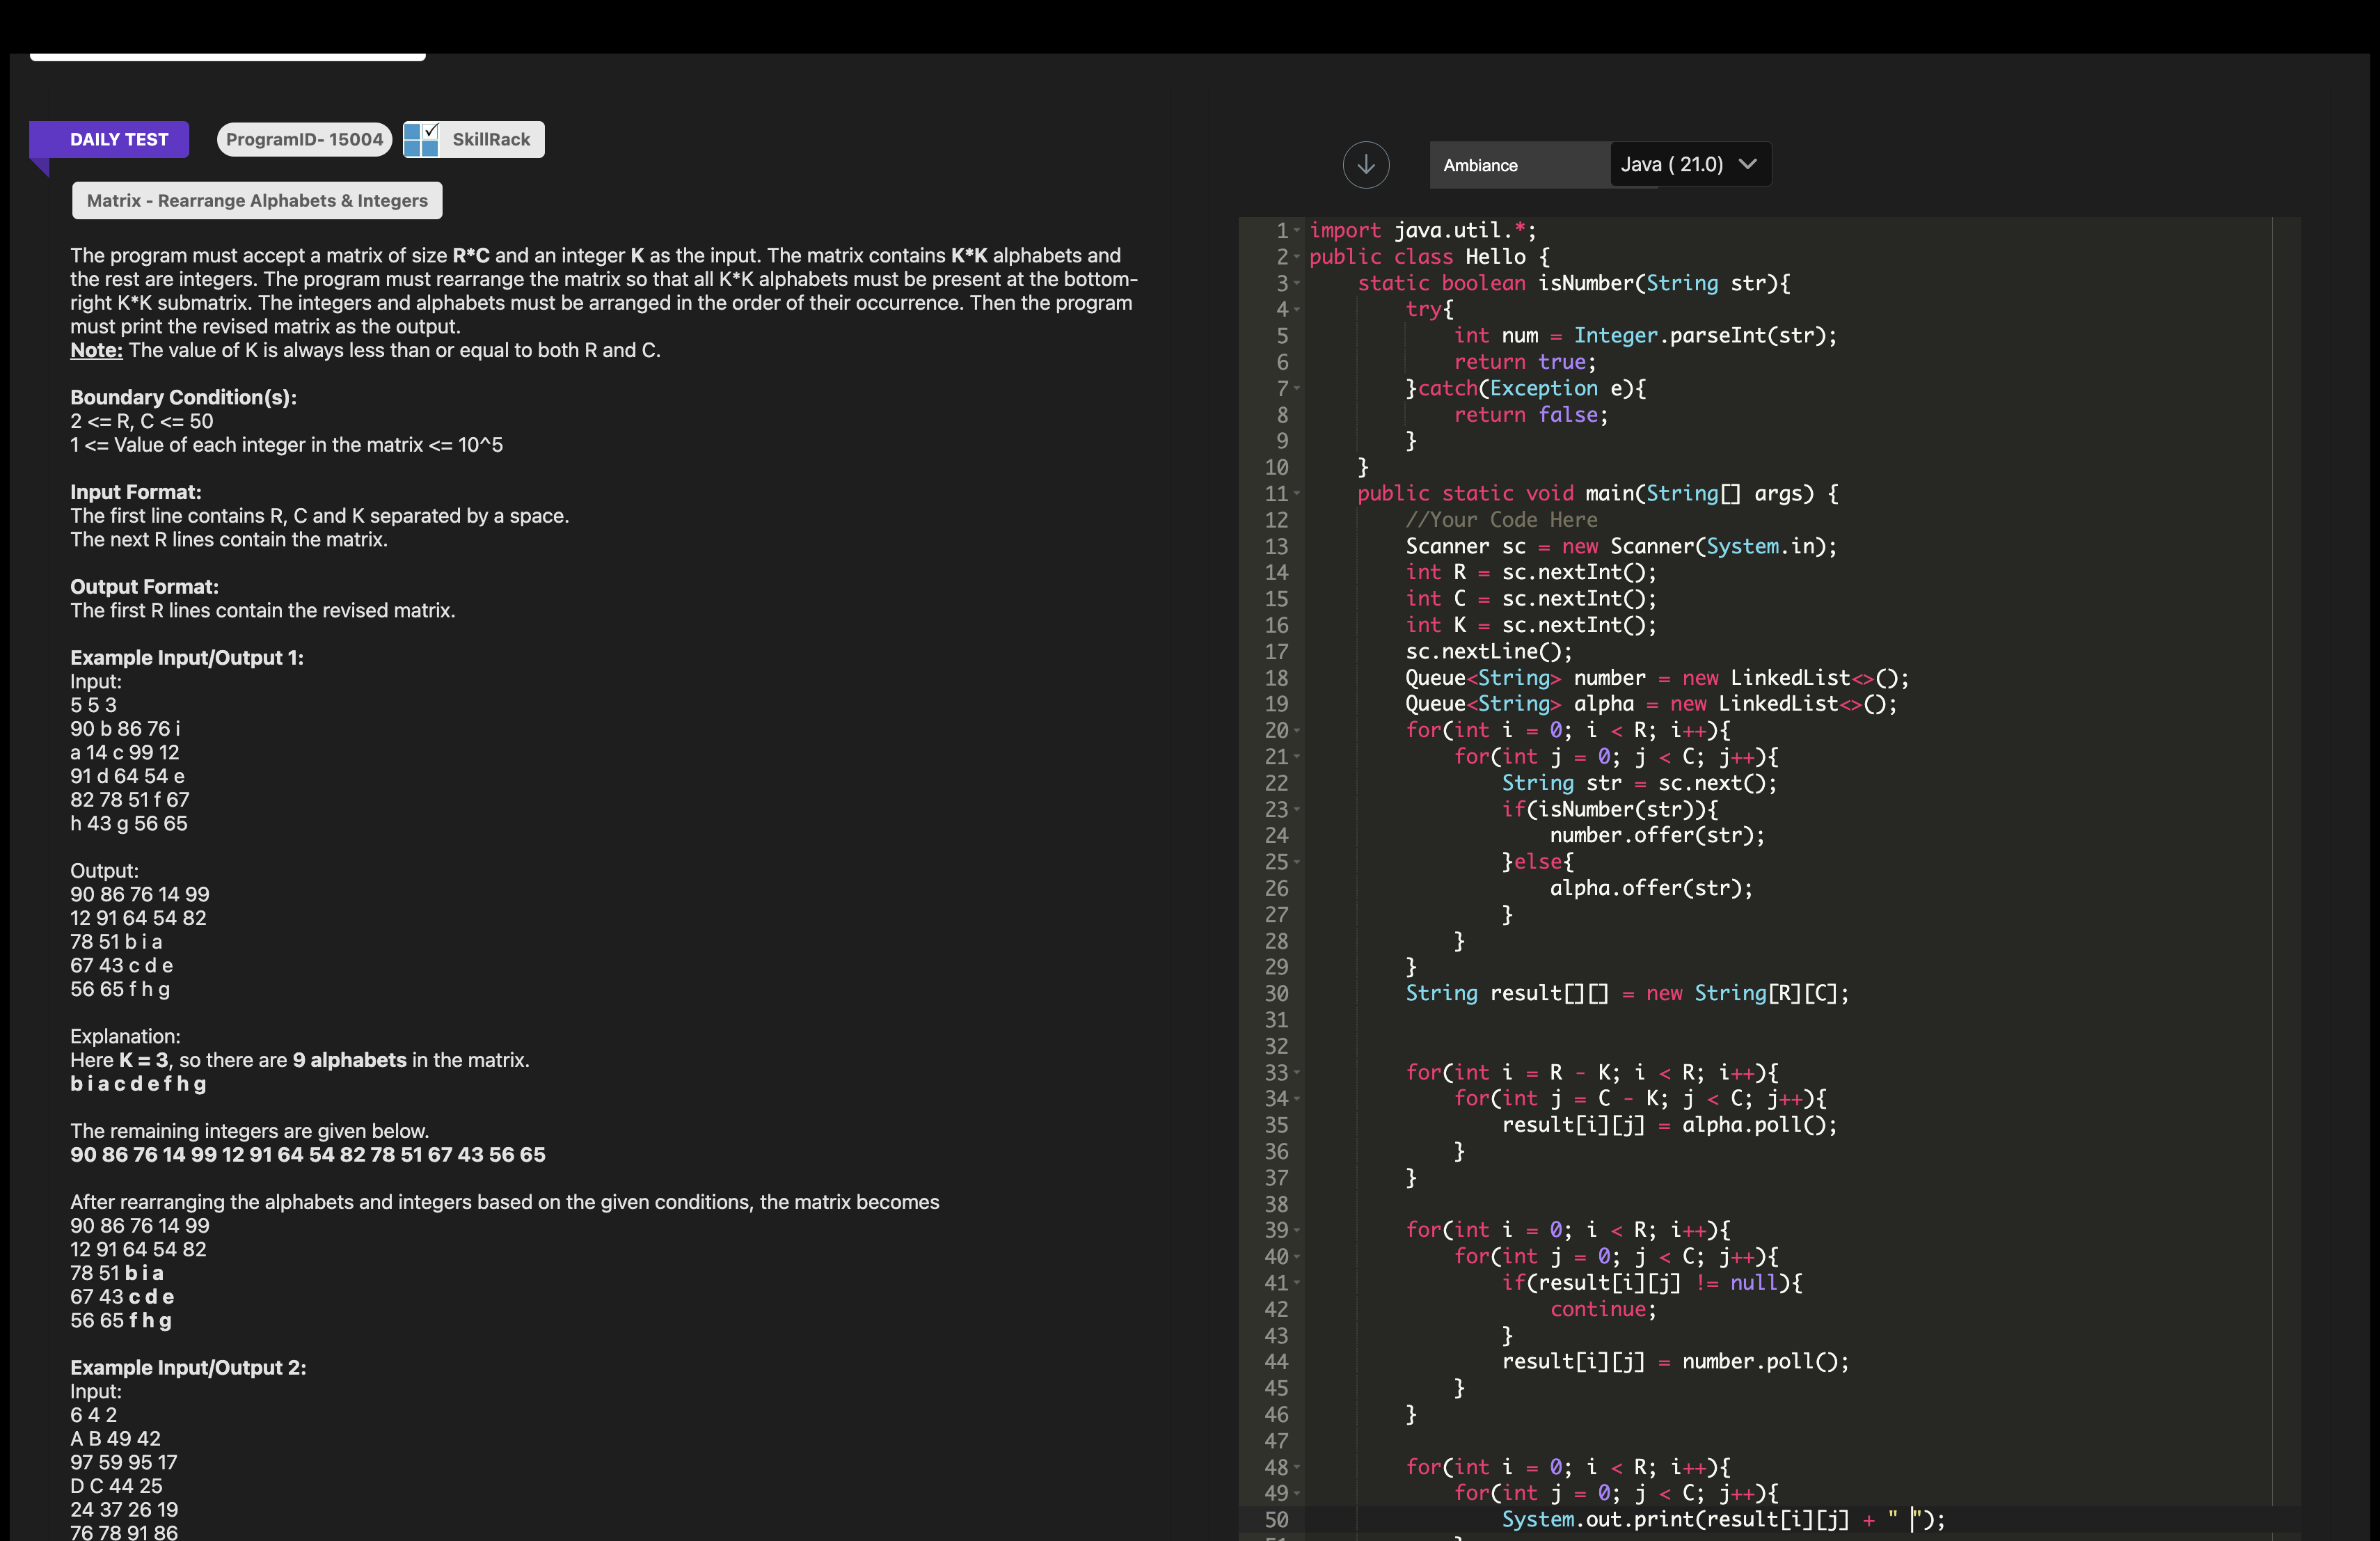 DAILY TEST
ProgramID- 15004
SkillRack
Matrix - Rearrange Alphabets & Integers
The program must accept a matrix of size R*C and an integer K as the input. The matrix contains K*K alphabets and
the rest are integers. The program must rearrange the matrix so that all K*K alphabets must be present at the bottom-
right K*K submatrix. The integers and alphabets must be arranged in the order of their occurrence. Then the program
must print the revised matrix as the output.
Note: The value of K is always less than or equal to both R and C.
Boundary Condition(s):
2 <= R, C <= 50
1 <= Value of each integer in the matrix <= 10^5
Input Format:
The first line contains R, C and K separated by a space.
The next R lines contain the matrix.
Output Format:
The first R lines contain the revised matrix.
Example Input/Output 1:
Input:
5 5 3
90 b 86 76 i
a 14 c 99 12
91 d 64 54 e
82 78 51 f 67
h 43 g 56 65
Output:
90 86 76 14 99
12 91 64 54 82
78 51 b i a
67 43 c d e
56 65 f h g
Explanation:
Here K = 3, so there are 9 alphabets in the matrix.
b i a c d e f h g
The remaining integers are given below.
90 86 76 14 99 12 91 64 54 82 78 51 67 43 56 65
After rearranging the alphabets and integers based on the given conditions, the matrix becomes
90 86 76 14 99
12 91 64 54 82
78 51 b i a
67 43 c d e
56 65 f h g
Example Input/Output 2:
Input:
6 4 2
A B 49 42
97 59 95 17
D C 44 25
24 37 26 19
76 78 91 86
Ambiance
Java ( 21.0)
1 import java.util.*;
2 public class Hello {
3 static boolean isNumber(String str){
4 try{
5 int num = Integer.parseInt(str);
6 return true;
7 }catch(Exception e){
8 return false;
9 }
10 }
11 public static void main(String[] args) {
12 //Your Code Here
13 Scanner sc = new Scanner(System.in);
14 int R = sc.nextInt();
15 int C = sc.nextInt();
16 int K = sc.nextInt();
17 sc.nextLine();
18 Queue<String> number = new LinkedList<>();
19 Queue<String> alpha = new LinkedList<>();
20 for(int i = 0; i < R; i++){
21 for(int j = 0; j < C; j++){
22 String str = sc.next();
23 if(isNumber(str)){
24 number.offer(str);
25 }else{
26 alpha.offer(str);
27 }
28 }
29 }
30 String result[][] = new String[R][C];
31
32
33 for(int i = R - K; i < R; i++){
34 for(int j = C - K; j < C; j++){
35 result[i][j] = alpha.poll();
36 }
37 }
38
39 for(int i = 0; i < R; i++){
40 for(int j = 0; j < C; j++){
41 if(result[i][j] != null){
42 continue;
43 }
44 result[i][j] = number.poll();
45 }
46 }
47
48 for(int i = 0; i < R; i++){
49 for(int j = 0; j < C; j++){
50 System.out.print(result[i][j] + " ");